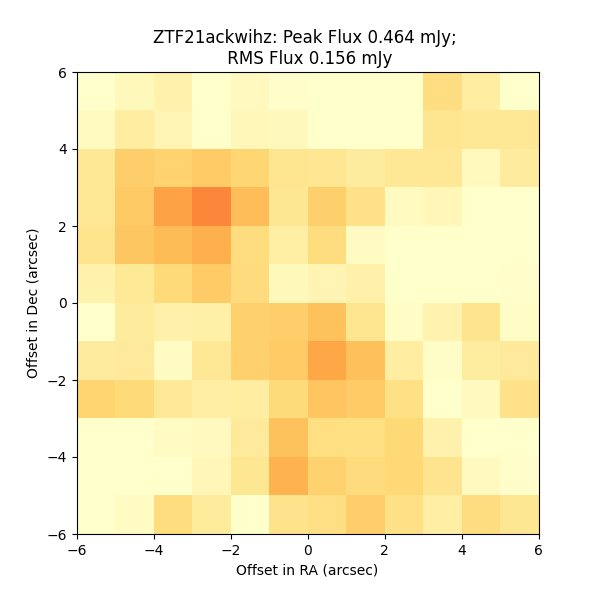 ZTF21ackwihz: Peak Flux 0.464 mJy;
RMS Flux 0.156 mJy
6
4
2
0
−2
−4
−6
Offset in Dec (arcsec)
−6 −4 −2 0 2 4 6
Offset in RA (arcsec)